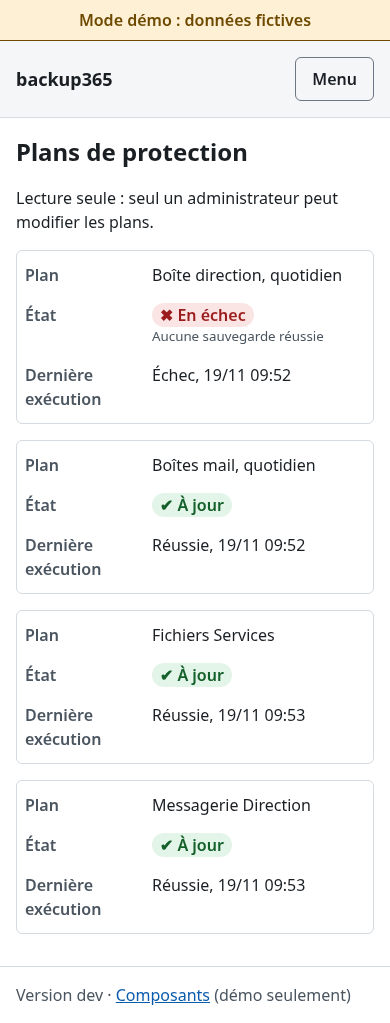 Mode démo : données fictives
backup365
Menu
Plans de protection
Lecture seule : seul un administrateur peut
modifier les plans.
Plan Boîte direction, quotidien
État ✖ En échec
Aucune sauvegarde réussie
Dernière exécution Échec, 19/11 09:52
Plan Boîtes mail, quotidien
État ✔ À jour
Dernière exécution Réussie, 19/11 09:52
Plan Fichiers Services
État ✔ À jour
Dernière exécution Réussie, 19/11 09:53
Plan Messagerie Direction
État ✔ À jour
Dernière exécution Réussie, 19/11 09:53
Version dev · Composants (démo seulement)